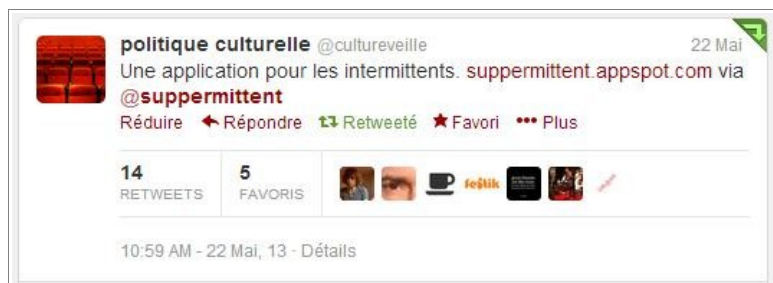 politique culturelle @cultureveille 22 Mai
Une application pour les intermittents. suppermittent.appspot.com via
@suppermittent
Réduire Répondre Retweeté Favori Plus
14 5
RETWEETS FAVORIS
festik
10:59 AM - 22 Mai, 13 · Détails